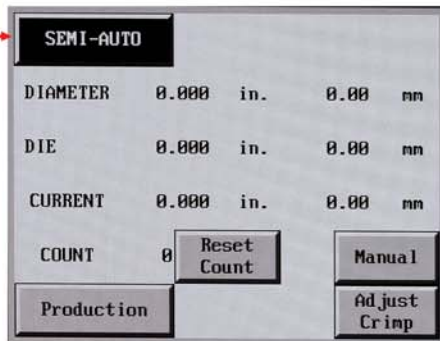 SEMI-AUTO
DIAMETER 0.000 in. 0.00 mm
DIE 0.000 in. 0.00 mm
CURRENT 0.000 in. 0.00 mm
COUNT 0
Reset
Count
Manual
Production
Adjust
Crimp